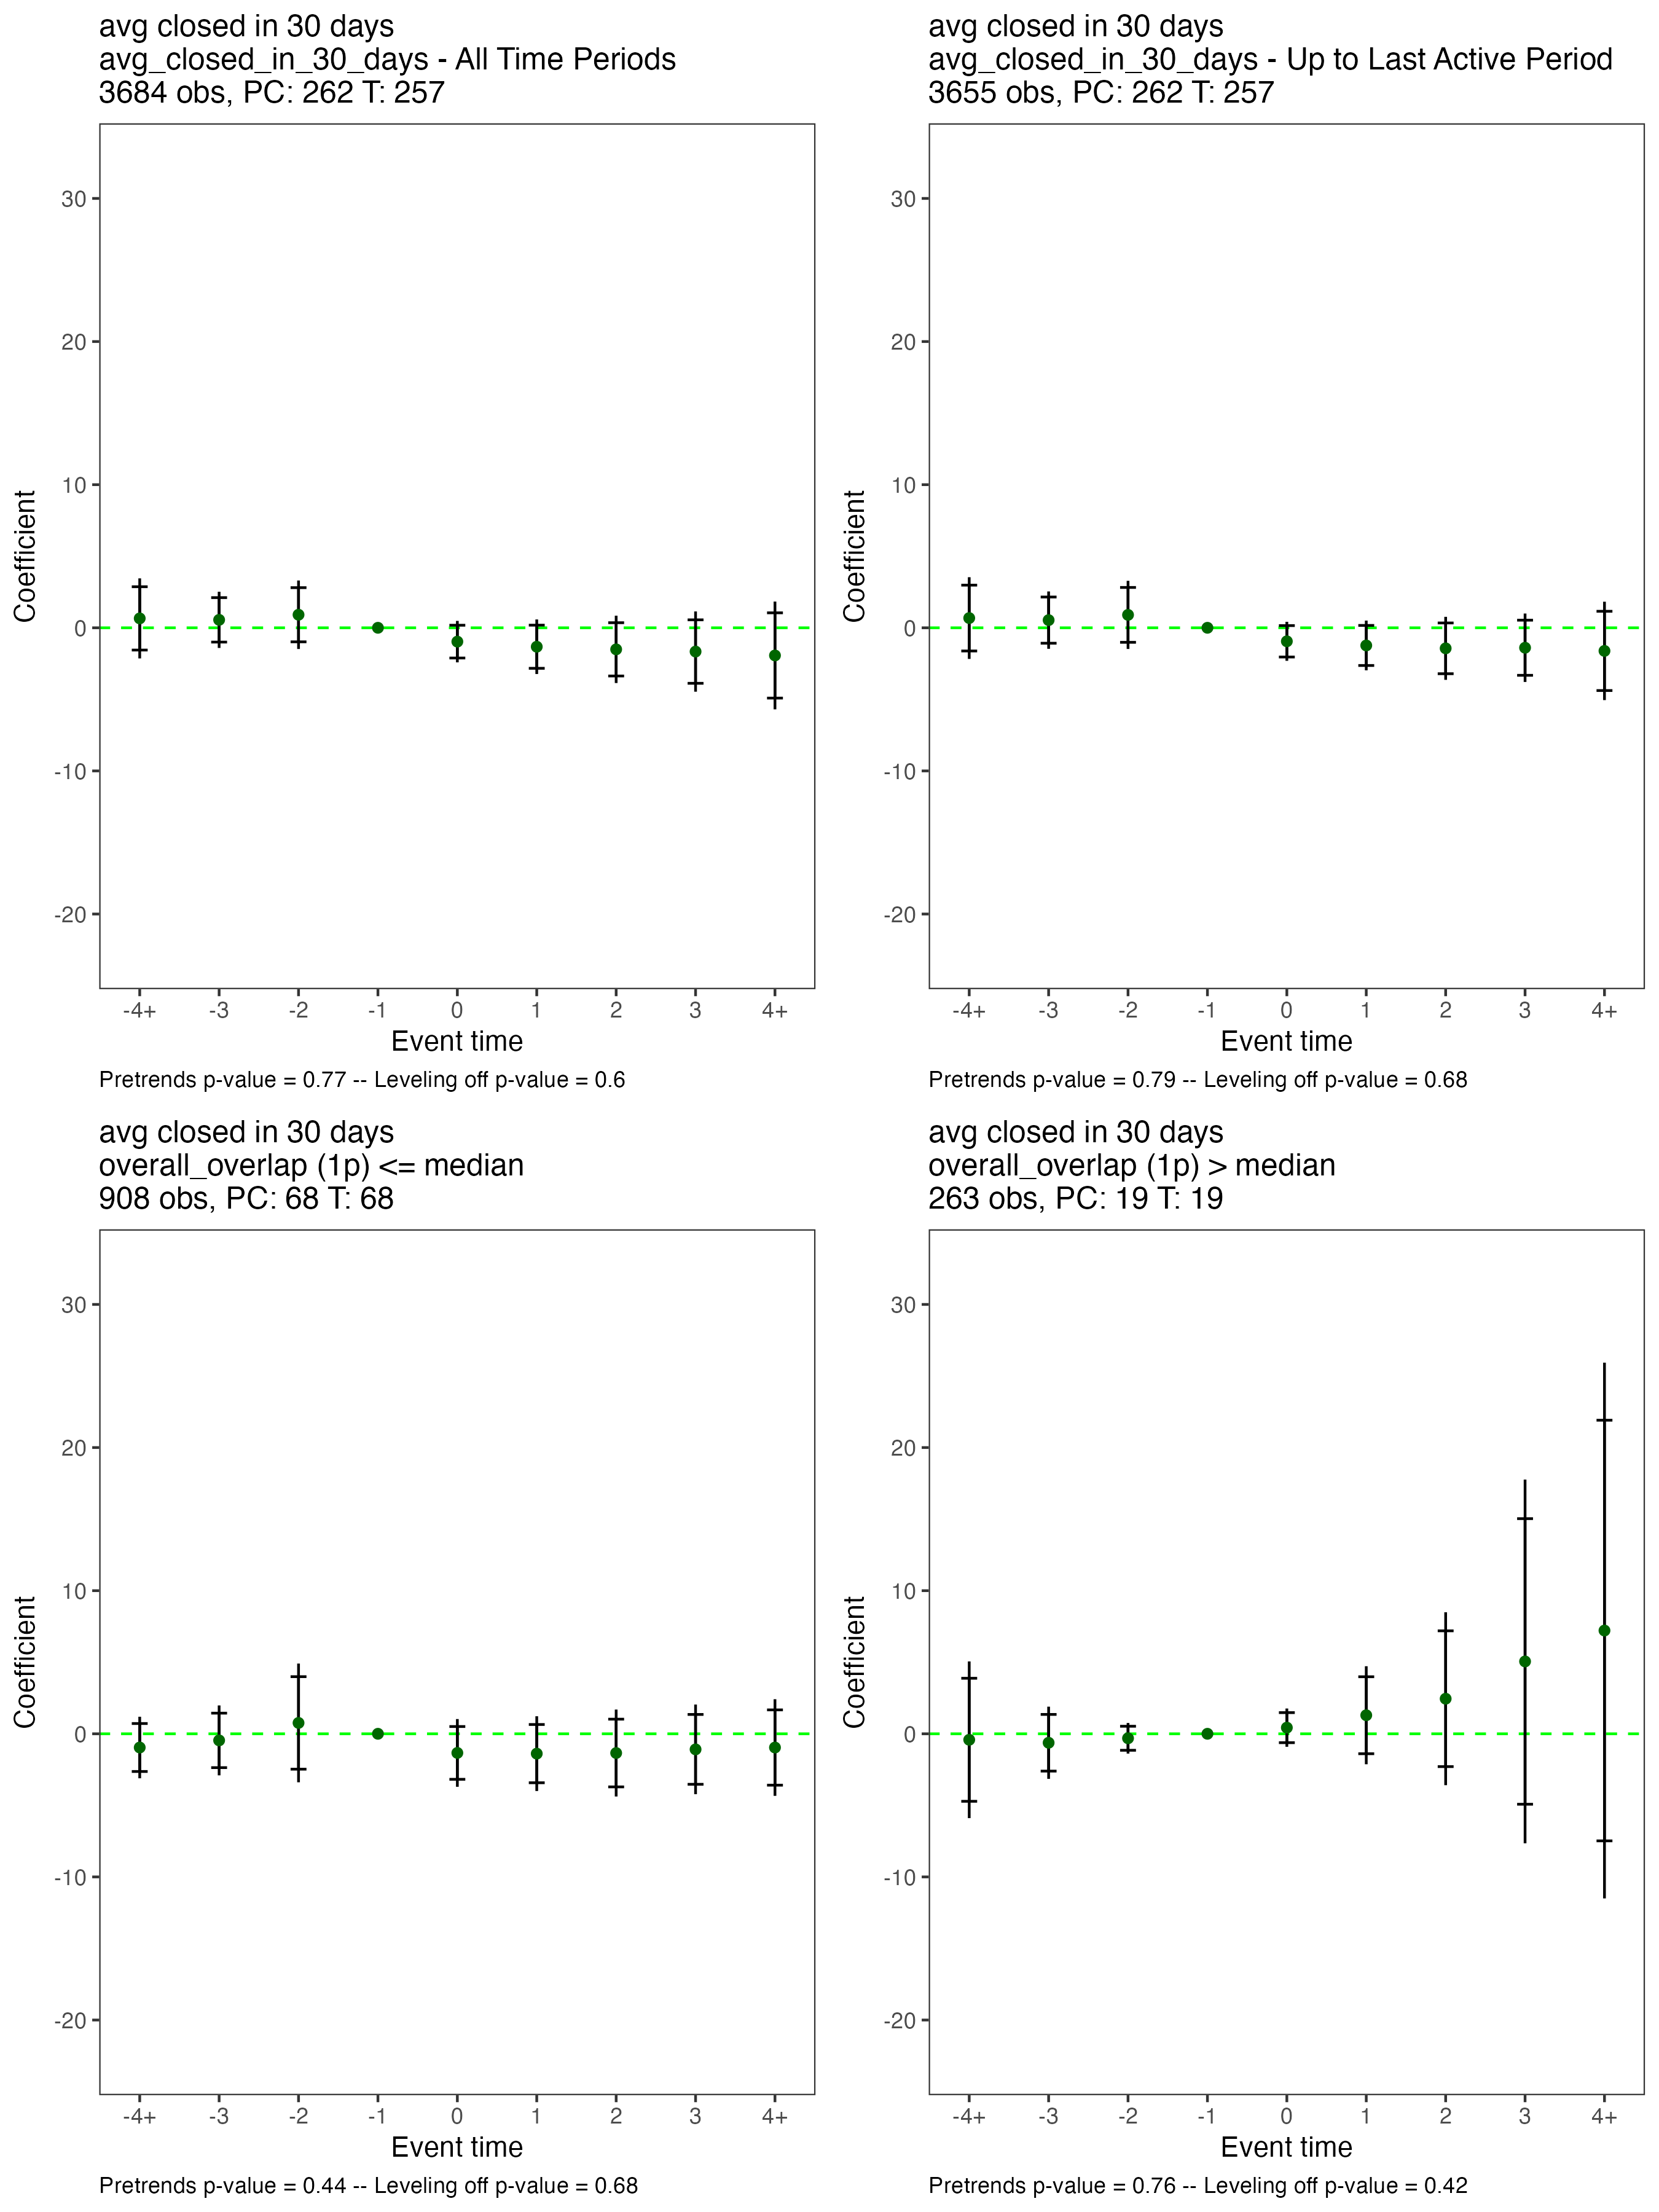 avg closed in 30 days
avg_closed_in_30_days - All Time Periods
3684 obs, PC: 262 T: 257
Coefficient
30
20
10
0
-10
-20
-4+ -3 -2 -1 0 1 2 3 4+
Event time
Pretrends p-value = 0.77 -- Leveling off p-value = 0.6
avg closed in 30 days
avg_closed_in_30_days - Up to Last Active Period
3655 obs, PC: 262 T: 257
Coefficient
30
20
10
0
-10
-20
-4+ -3 -2 -1 0 1 2 3 4+
Event time
Pretrends p-value = 0.79 -- Leveling off p-value = 0.68
avg closed in 30 days
overall_overlap (1p) <= median
908 obs, PC: 68 T: 68
Coefficient
30
20
10
0
-10
-20
-4+ -3 -2 -1 0 1 2 3 4+
Event time
Pretrends p-value = 0.44 -- Leveling off p-value = 0.68
avg closed in 30 days
overall_overlap (1p) > median
263 obs, PC: 19 T: 19
Coefficient
30
20
10
0
-10
-20
-4+ -3 -2 -1 0 1 2 3 4+
Event time
Pretrends p-value = 0.76 -- Leveling off p-value = 0.42